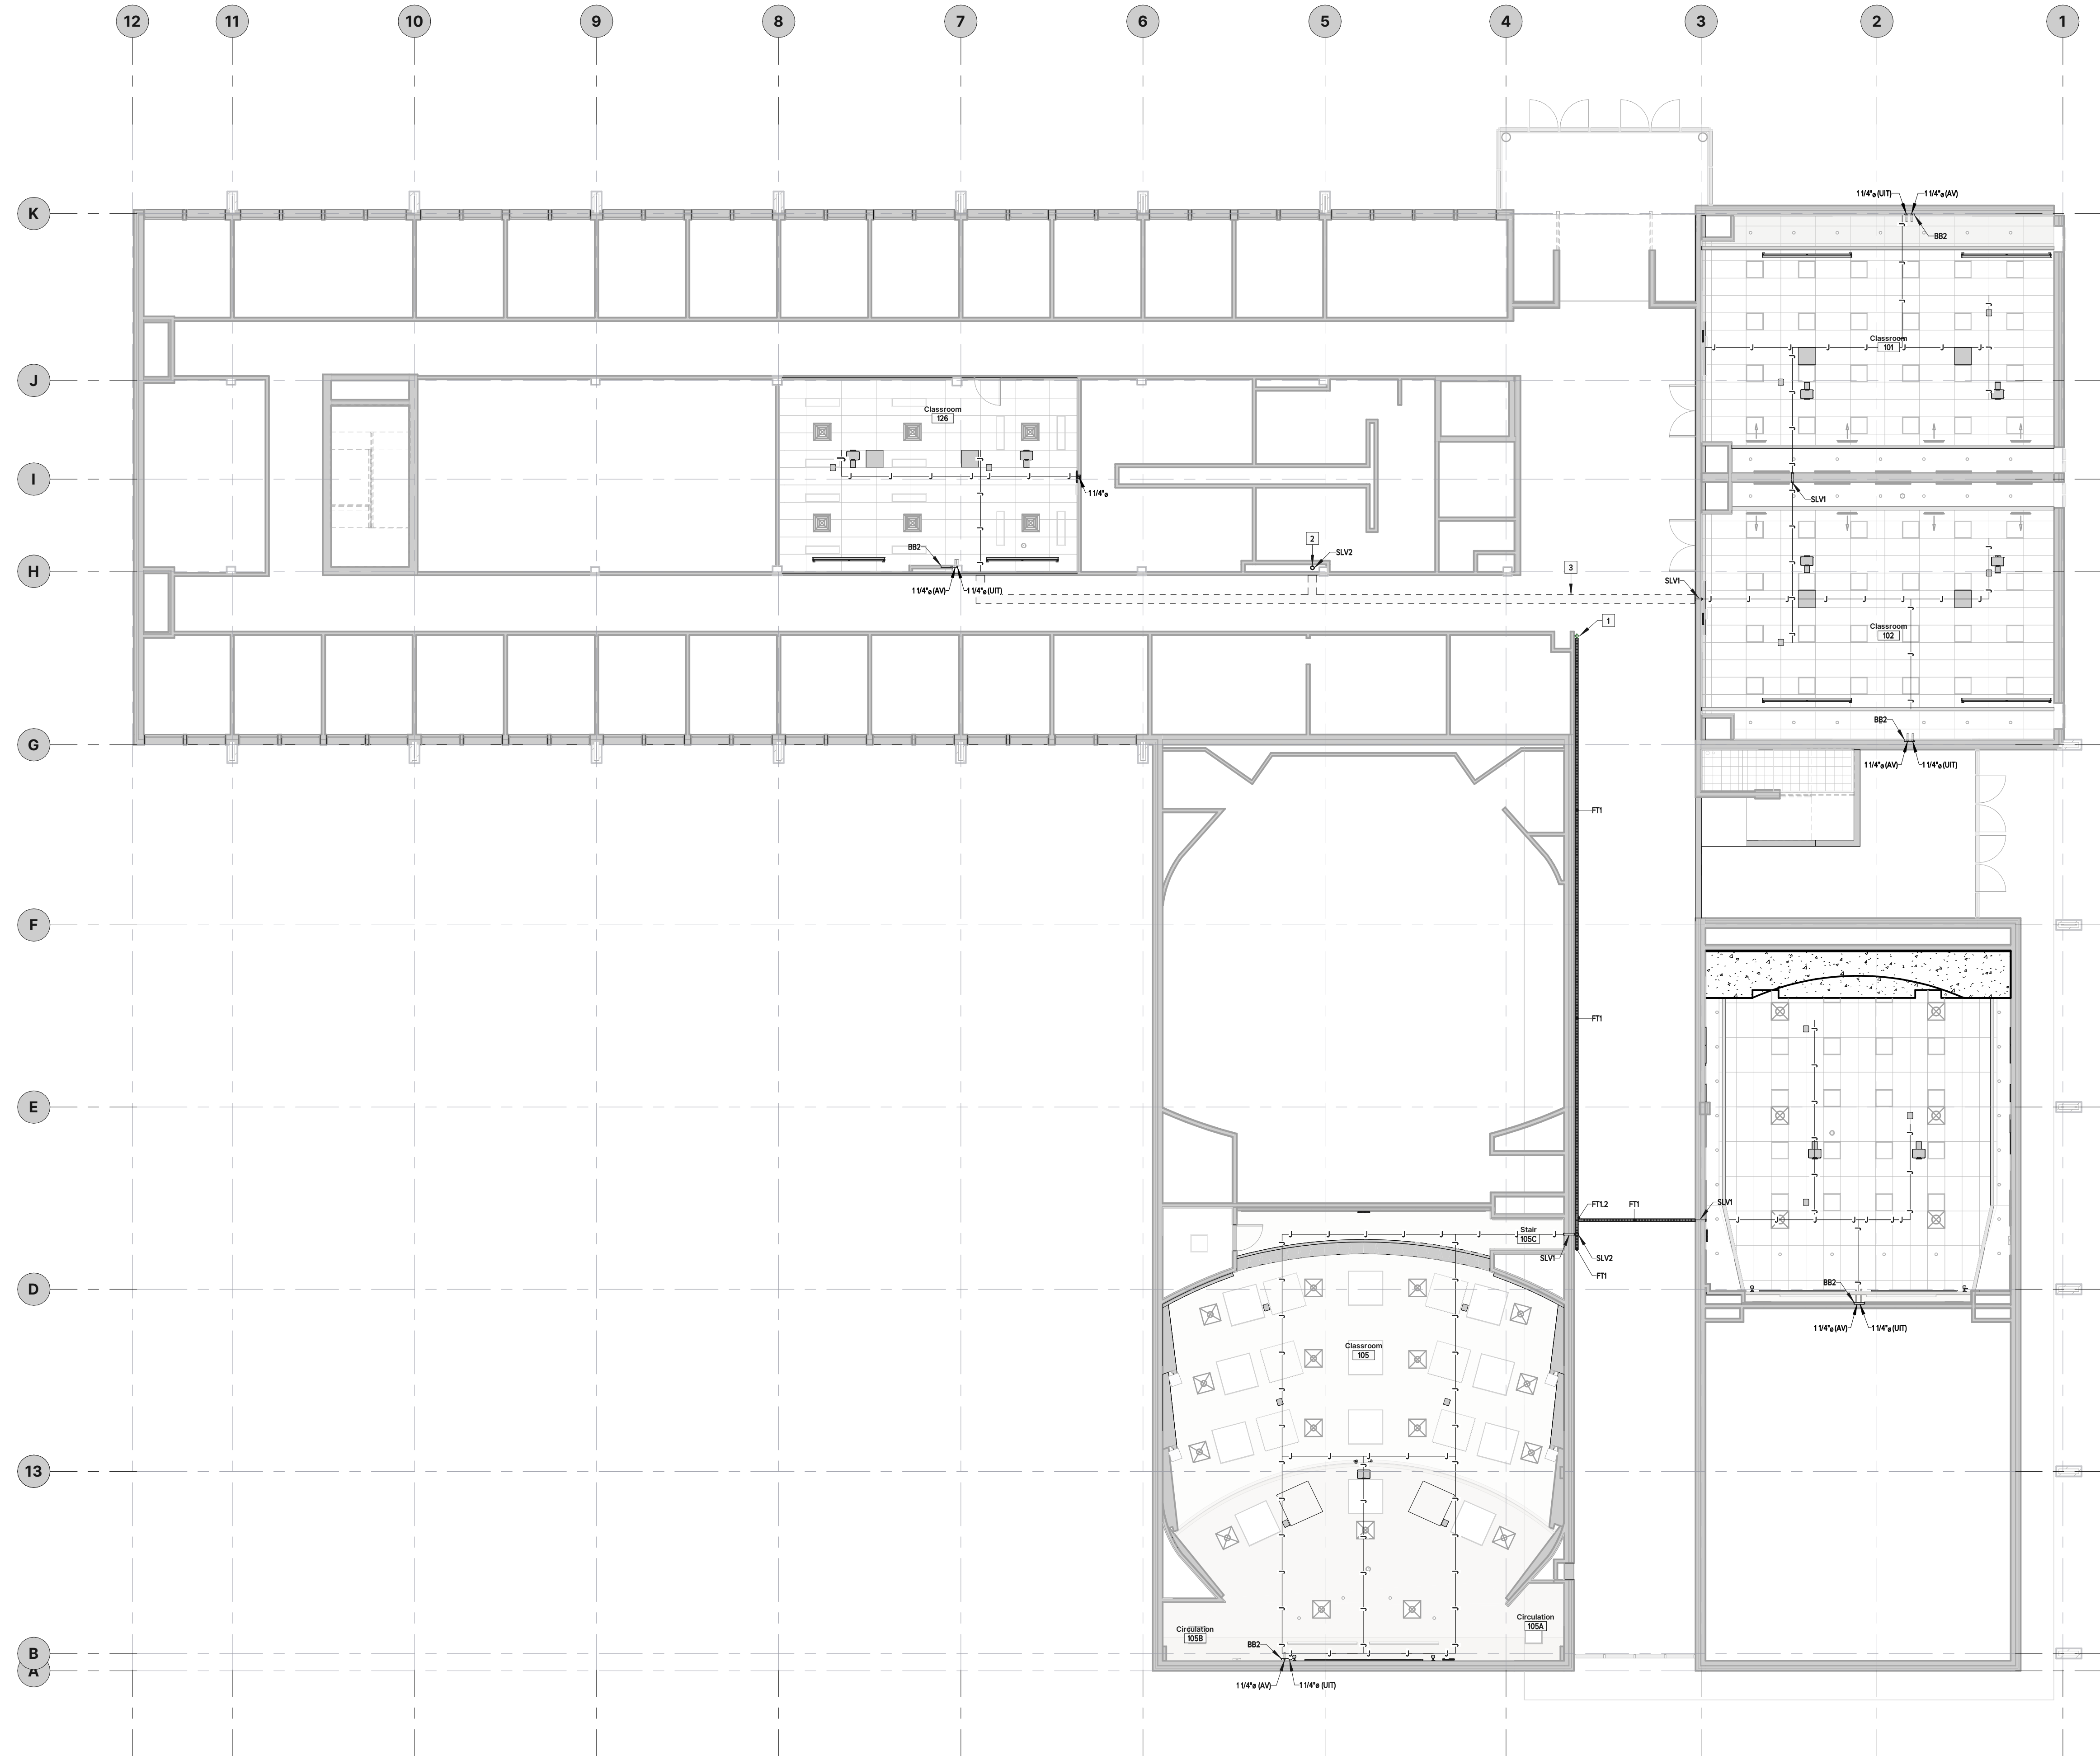 12 11 10 9 8 7 6 5 4 3 2 1
K
1 1/4"ø (UIT) 1 1/4"ø (AV)
BB2
Classroom
101
J
Classroom
126
I
1 1/4"ø
SLV1
2
SLV2
BB2
H
3
SLV1
1 1/4"ø (AV) 1 1/4"ø (UIT)
1
Classroom
102
BB2
G
1 1/4"ø (AV) 1 1/4"ø (UIT)
FT1
F
FT1
E
FT1.2 FT1 SLV1
Stair
105C
SLV1 SLV2
FT1
D
BB2
1 1/4"ø (AV) 1 1/4"ø (UIT)
Classroom
105
13
Circulation
105A
Circulation
105B
BB2
B
A
1 1/4"ø (AV) 1 1/4"ø (UIT)